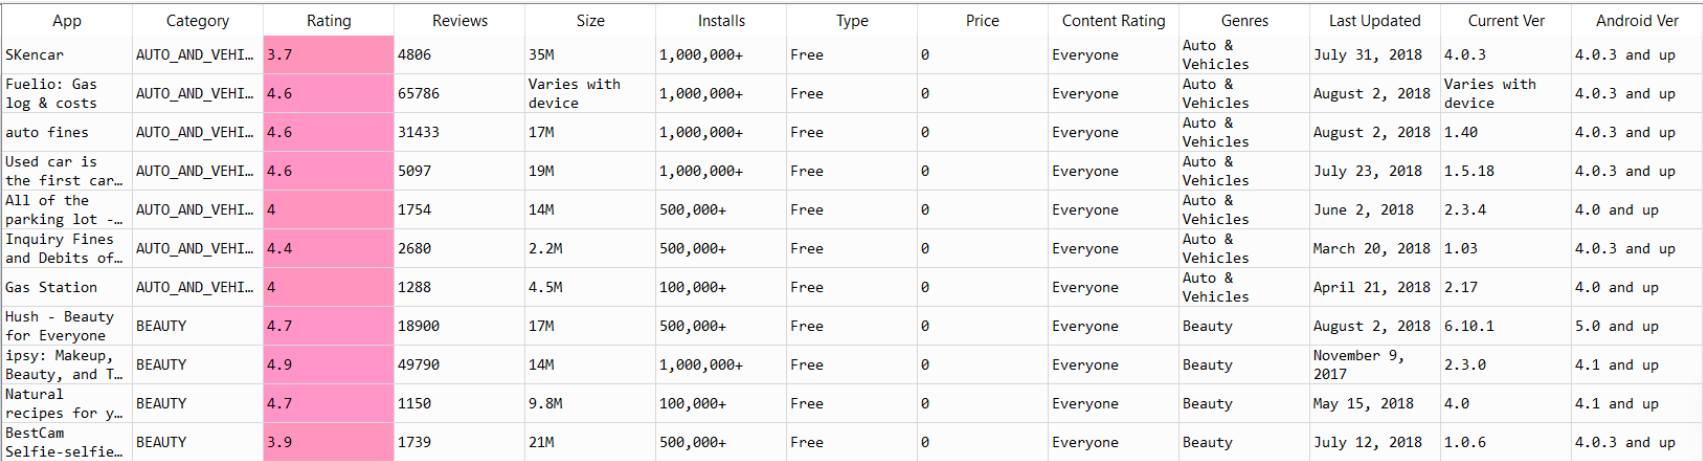 App Category Rating Reviews Size Installs Type Price Content Rating Genres Last Updated Current Ver Android Ver
SKencar AUTO_AND_VEHI… 3.7 4806 35M 1,000,000+ Free 0 Everyone Auto & Vehicles July 31, 2018 4.0.3 4.0.3 and up
Fuelio: Gas log & costs AUTO_AND_VEHI… 4.6 65786 Varies with device 1,000,000+ Free 0 Everyone Auto & Vehicles August 2, 2018 Varies with device 4.0.3 and up
auto fines AUTO_AND_VEHI… 4.6 31433 17M 1,000,000+ Free 0 Everyone Auto & Vehicles August 2, 2018 1.40 4.0.3 and up
Used car is the first car… AUTO_AND_VEHI… 4.6 5097 19M 1,000,000+ Free 0 Everyone Auto & Vehicles July 23, 2018 1.5.18 4.0.3 and up
All of the parking lot -… AUTO_AND_VEHI… 4 1754 14M 500,000+ Free 0 Everyone Auto & Vehicles June 2, 2018 2.3.4 4.0 and up
Inquiry Fines and Debits of… AUTO_AND_VEHI… 4.4 2680 2.2M 500,000+ Free 0 Everyone Auto & Vehicles March 20, 2018 1.03 4.0.3 and up
Gas Station AUTO_AND_VEHI… 4 1288 4.5M 100,000+ Free 0 Everyone Auto & Vehicles April 21, 2018 2.17 4.0 and up
Hush - Beauty for Everyone BEAUTY 4.7 18900 17M 500,000+ Free 0 Everyone Beauty August 2, 2018 6.10.1 5.0 and up
ipsy: Makeup, Beauty, and T… BEAUTY 4.9 49790 14M 1,000,000+ Free 0 Everyone Beauty November 9, 2017 2.3.0 4.1 and up
Natural recipes for y… BEAUTY 4.7 1150 9.8M 100,000+ Free 0 Everyone Beauty May 15, 2018 4.0 4.1 and up
BestCam Selfie-selfie… BEAUTY 3.9 1739 21M 500,000+ Free 0 Everyone Beauty July 12, 2018 1.0.6 4.0.3 and up